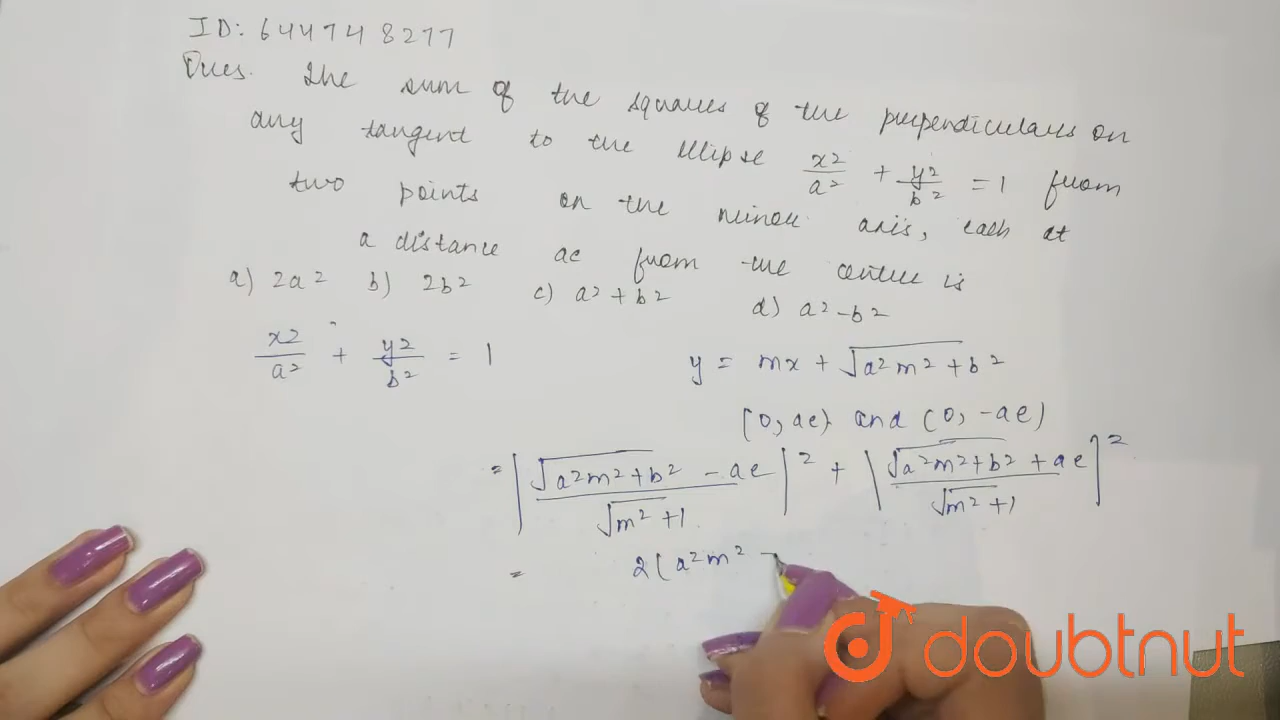 ID: 644748277
Ques. The sum of the squares of the perpendiculars on
any tangent to the ellipse x²/a² + y²/b² = 1 from
two points on the minor axis, each at
a distance ae from the centre is
a) 2a² b) 2b² c) a² + b² d) a² - b²
x²/a² + y²/b² = 1 y = mx + √(a²m² + b²)
(0, ae) and (0, -ae)
= |(√(a²m² + b²) - ae)/√(m² + 1)|² + |(√(a²m² + b²) + ae)/√(m² + 1)|²
= 2(a²m²
doubtnut